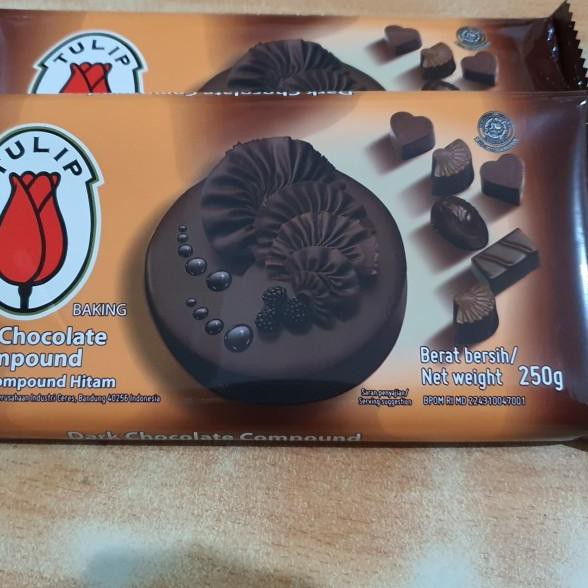 TULIP
TULIP
BAKING
Chocolate
mpound
ompound Hitam
erusahaan Industri Ceres, Bandung 40256 Indonesia
Saran penyajian/
Serving suggestion
Berat bersih/
Net weight 250g
BPOM RI MD 224310047001
Dark Chocolate Compound